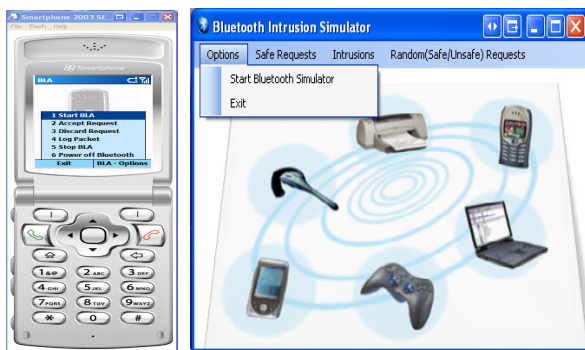 Smartphone 2003 SE
File Flash Help
Smartphone
BLA
1 Start BLA
2 Accept Request
3 Discard Request
4 Log Packet
5 Stop BLA
6 Power off Bluetooth
Exit BLA - Options
1 2 ABC 3 DEF
4 GHI 5 JKL 6 MNO
7 PQRS 8 TUV 9 WXYZ
* 0 #
Bluetooth Intrusion Simulator
Options Safe Requests Intrusions Random(Safe/Unsafe) Requests
Start Bluetooth Simulator
Exit